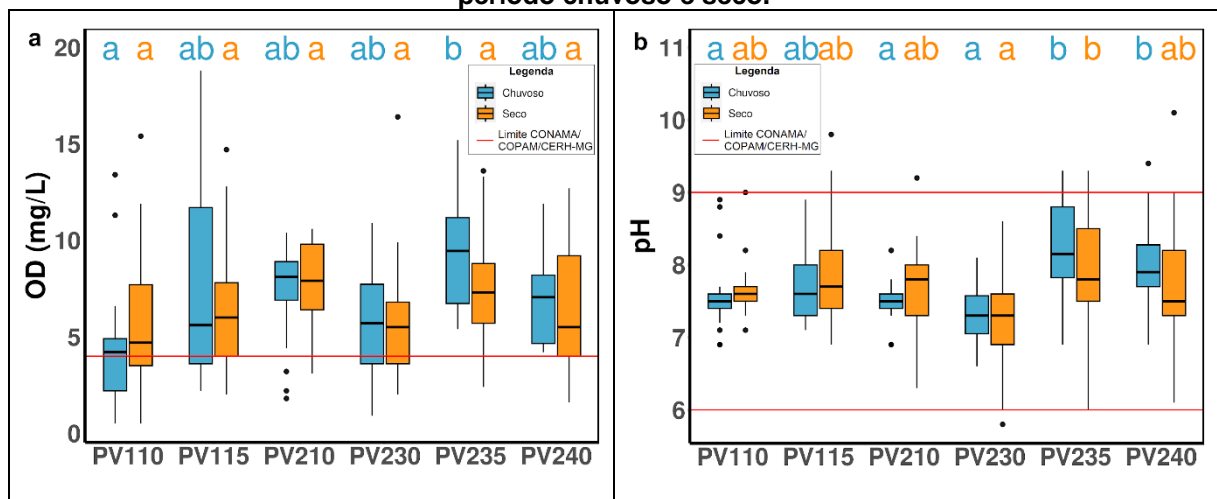 período chuvoso e seco.
a
20
15
10
5
0
OD (mg/L)
a a ab a ab a ab a b a ab a
Legenda
Chuvoso
Seco
Limite CONAMA/
COPAM/CERH-MG
PV110 PV115 PV210 PV230 PV235 PV240
b
11
10
9
8
7
6
pH
a ab ab ab a ab a a b b b ab
Legenda
Chuvoso
Seco
Limite CONAMA/
COPAM/CERH-MG
PV110 PV115 PV210 PV230 PV235 PV240